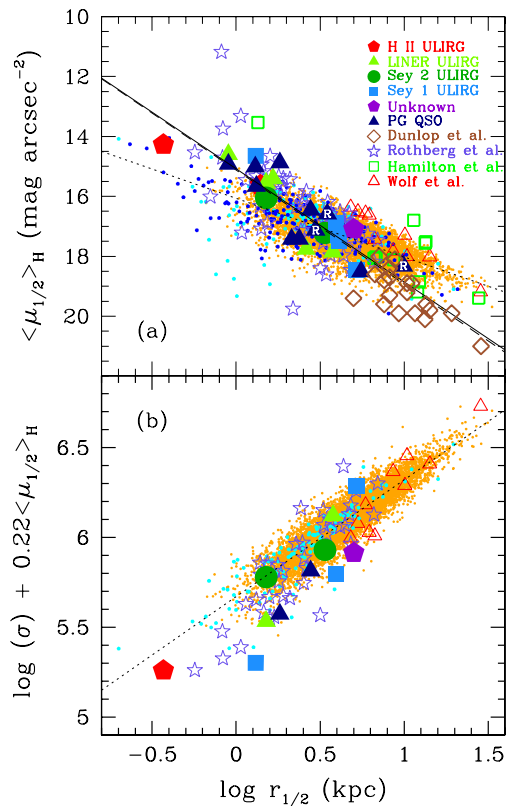 10
12
14
16
18
20
<μ1/2>H (mag arcsec−2)
H II ULIRG
LINER ULIRG
Sey 2 ULIRG
Sey 1 ULIRG
Unknown
PG QSO
Dunlop et al.
Rothberg et al
Hamilton et al
Wolf et al.
R
R
R
(a)
(b)
6.5
6
5.5
5
log (σ) + 0.22<μ1/2>H
−0.5
0
0.5
1
1.5
log r1/2 (kpc)